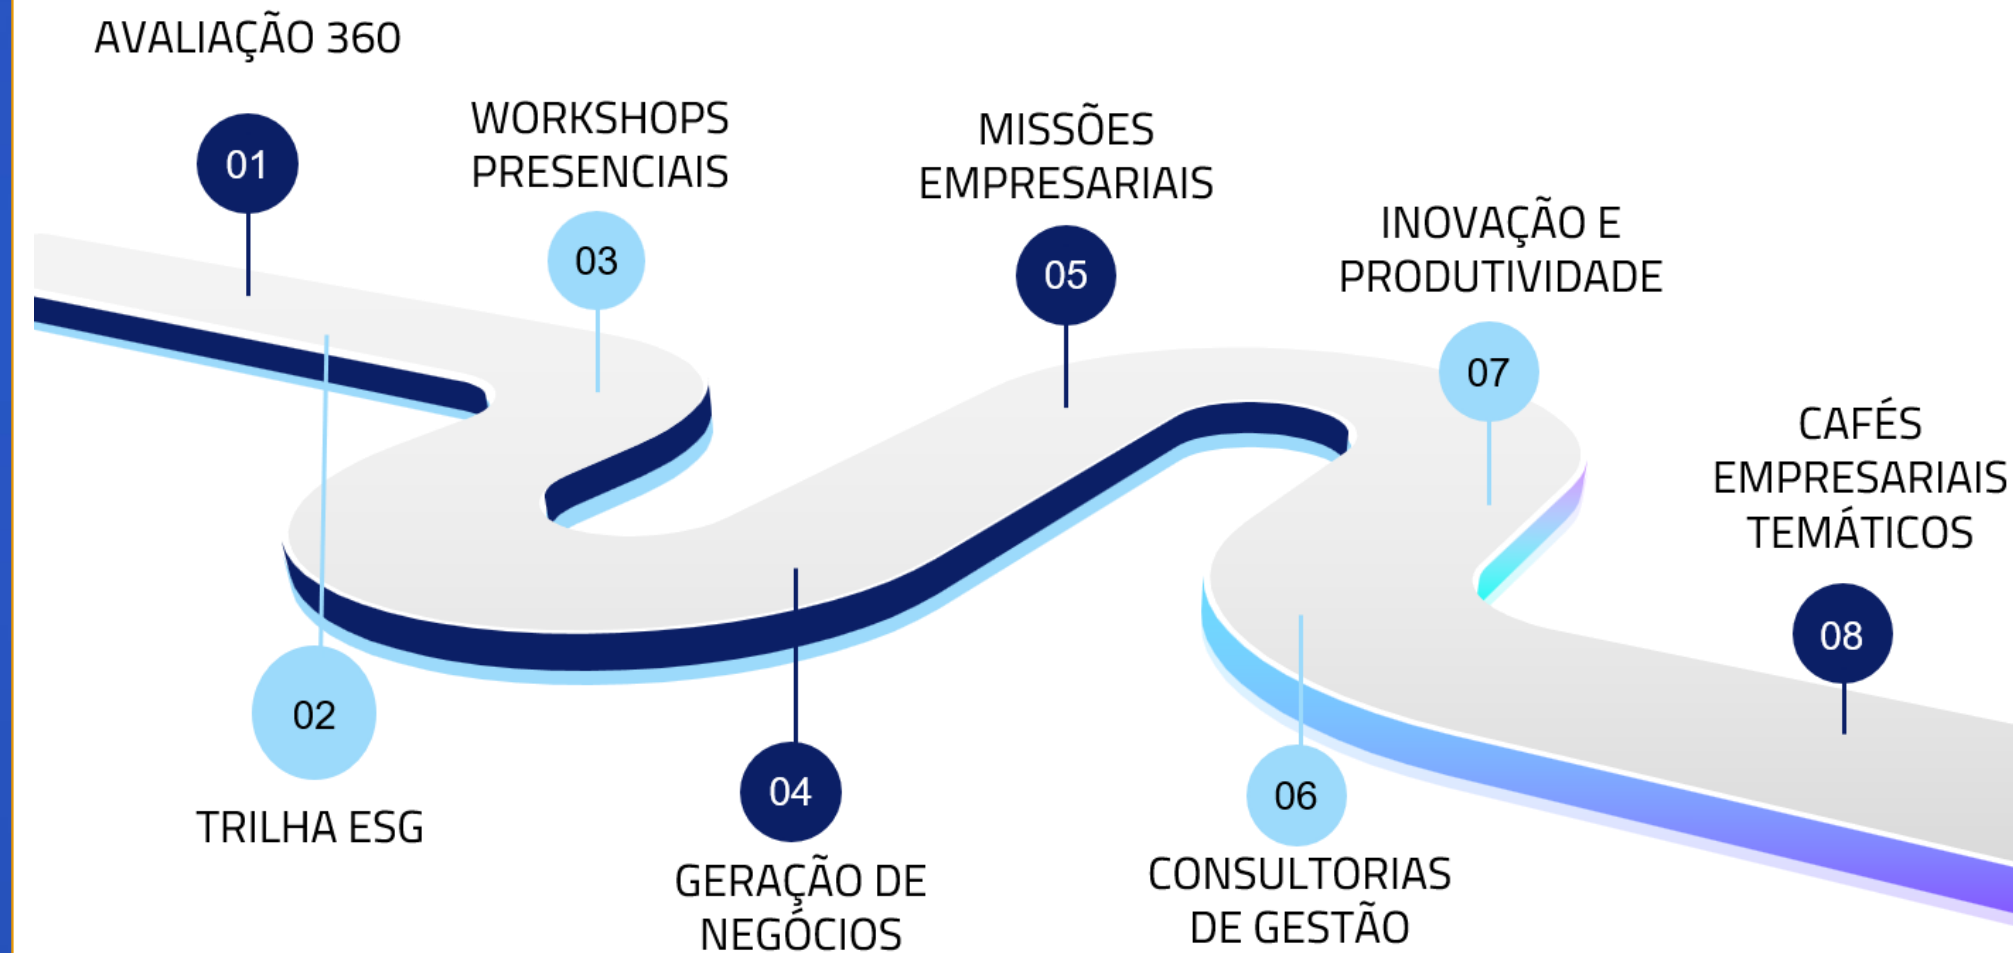 AVALIAÇÃO 360
01
02
TRILHA ESG
WORKSHOPS
PRESENCIAIS
03
04
GERAÇÃO DE
NEGÓCIOS
MISSÕES
EMPRESARIAIS
05
06
CONSULTORIAS
DE GESTÃO
INOVAÇÃO E
PRODUTIVIDADE
07
CAFÉS
EMPRESARIAIS
TEMÁTICOS
08